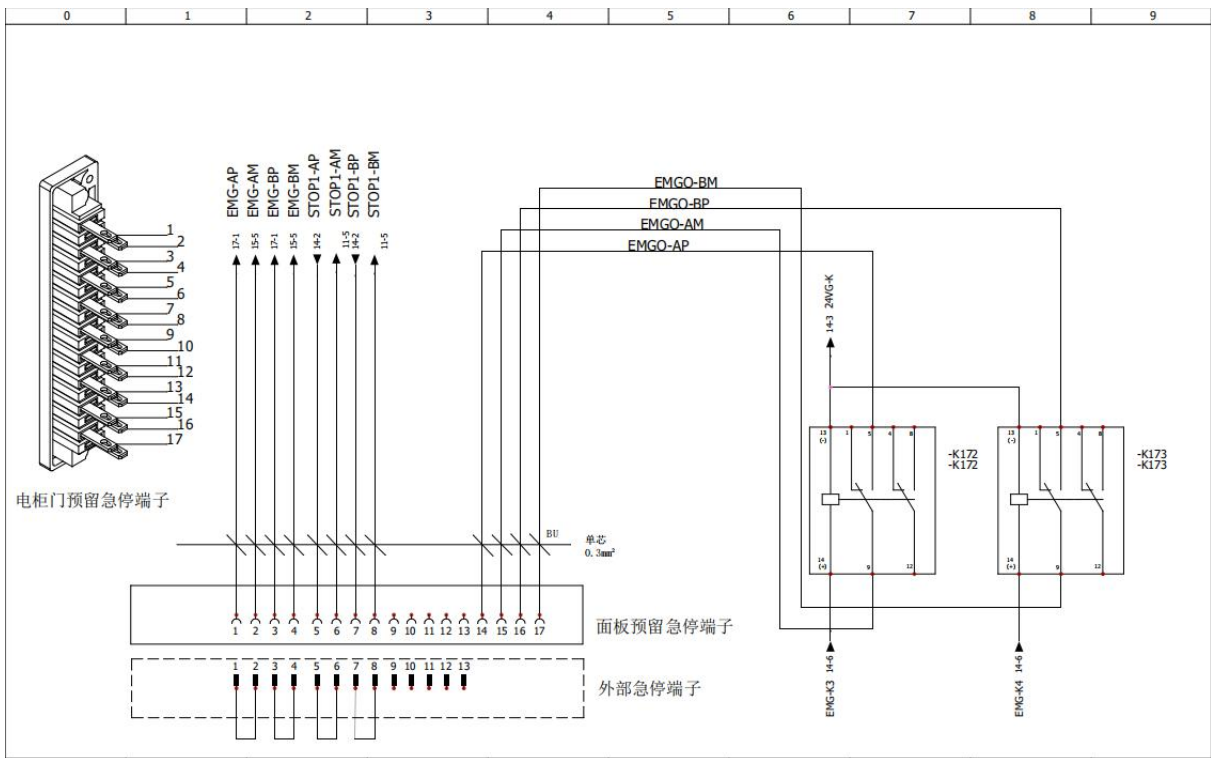 0 1 2 3 4 5 6 7 8 9
EMG-AP
EMG-AM
EMG-BP
EMG-BM
STOP1-AP
STOP1-AM
STOP1-BP
STOP1-BM
17-1
15-5
17-1
15-5
14-2
11-5
14-2
11-5
EMGO-BM
EMGO-BP
EMGO-AM
EMGO-AP
1
2
3
4
5
6
7
8
9
10
11
12
13
14
15
16
17
电柜门预留急停端子
14-3 24VG-K
13 1 5 4 8
(-)
-K172
-K172
14 9 12
(+)
13 1 5 4 8
(-)
-K173
-K173
14 9 12
(+)
BU
单芯
0.3mm²
1 2 3 4 5 6 7 8 9 10 11 12 13 14 15 16 17
面板预留急停端子
1 2 3 4 5 6 7 8 9 10 11 12 13
外部急停端子
EMG-K3 14-6
EMG-K4 14-6